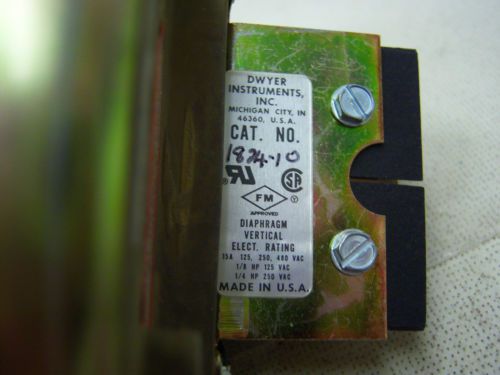 DWYER
INSTRUMENTS,
INC.
MICHIGAN CITY, IN
46360, U.S.A.
CAT. NO.
1824-10
FM
APPROVED
DIAPHRAGM
VERTICAL
ELECT. RATING
15A 125, 250, 480 VAC
1/8 HP 125 VAC
1/4 HP 250 VAC
MADE IN U.S.A.